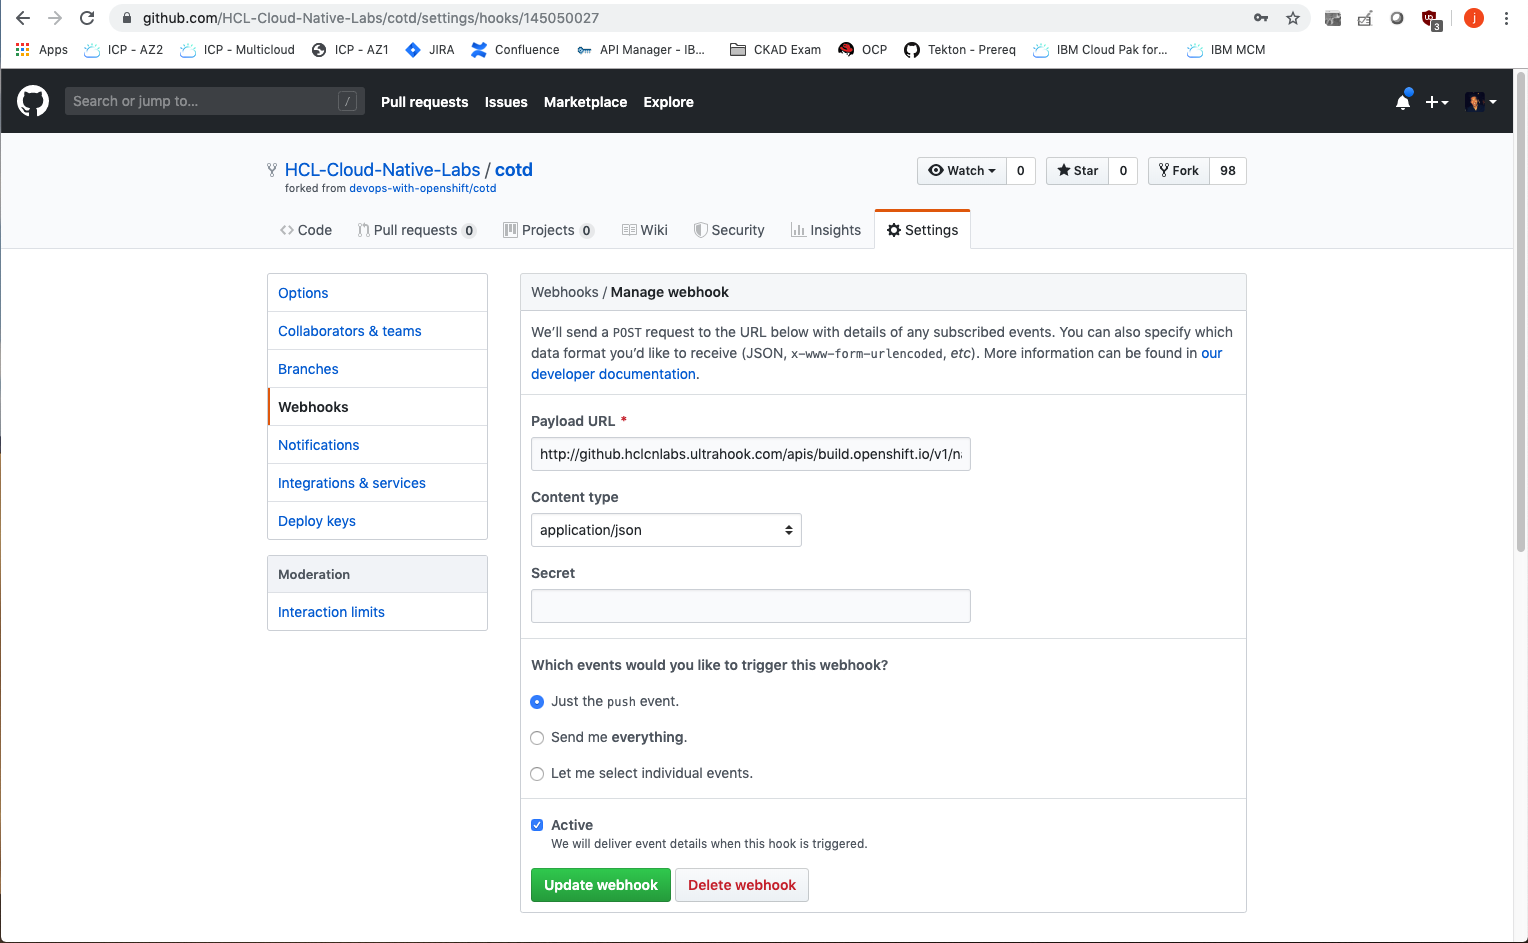 github.com/HCL-Cloud-Native-Labs/cotd/settings/hooks/145050027
3
j
Apps ICP - AZ2 ICP - Multicloud ICP - AZ1 JIRA Confluence API Manager - IB... CKAD Exam OCP Tekton - Prereq IBM Cloud Pak for... IBM MCM
Search or jump to... / Pull requests Issues Marketplace Explore
HCL-Cloud-Native-Labs / cotd Watch 0 Star 0 Fork 98
forked from devops-with-openshift/cotd
Code Pull requests 0 Projects 0 Wiki Security Insights Settings
Options
Collaborators & teams
Branches
Webhooks
Notifications
Integrations & services
Deploy keys
Moderation
Interaction limits
Webhooks / Manage webhook
We’ll send a POST request to the URL below with details of any subscribed events. You can also specify which
data format you’d like to receive (JSON, x-www-form-urlencoded, etc). More information can be found in our
developer documentation.
Payload URL *
http://github.hclcnlabs.ultrahook.com/apis/build.openshift.io/v1/n
Content type
application/json
Secret
Which events would you like to trigger this webhook?
Just the push event.
Send me everything.
Let me select individual events.
Active
We will deliver event details when this hook is triggered.
Update webhook Delete webhook